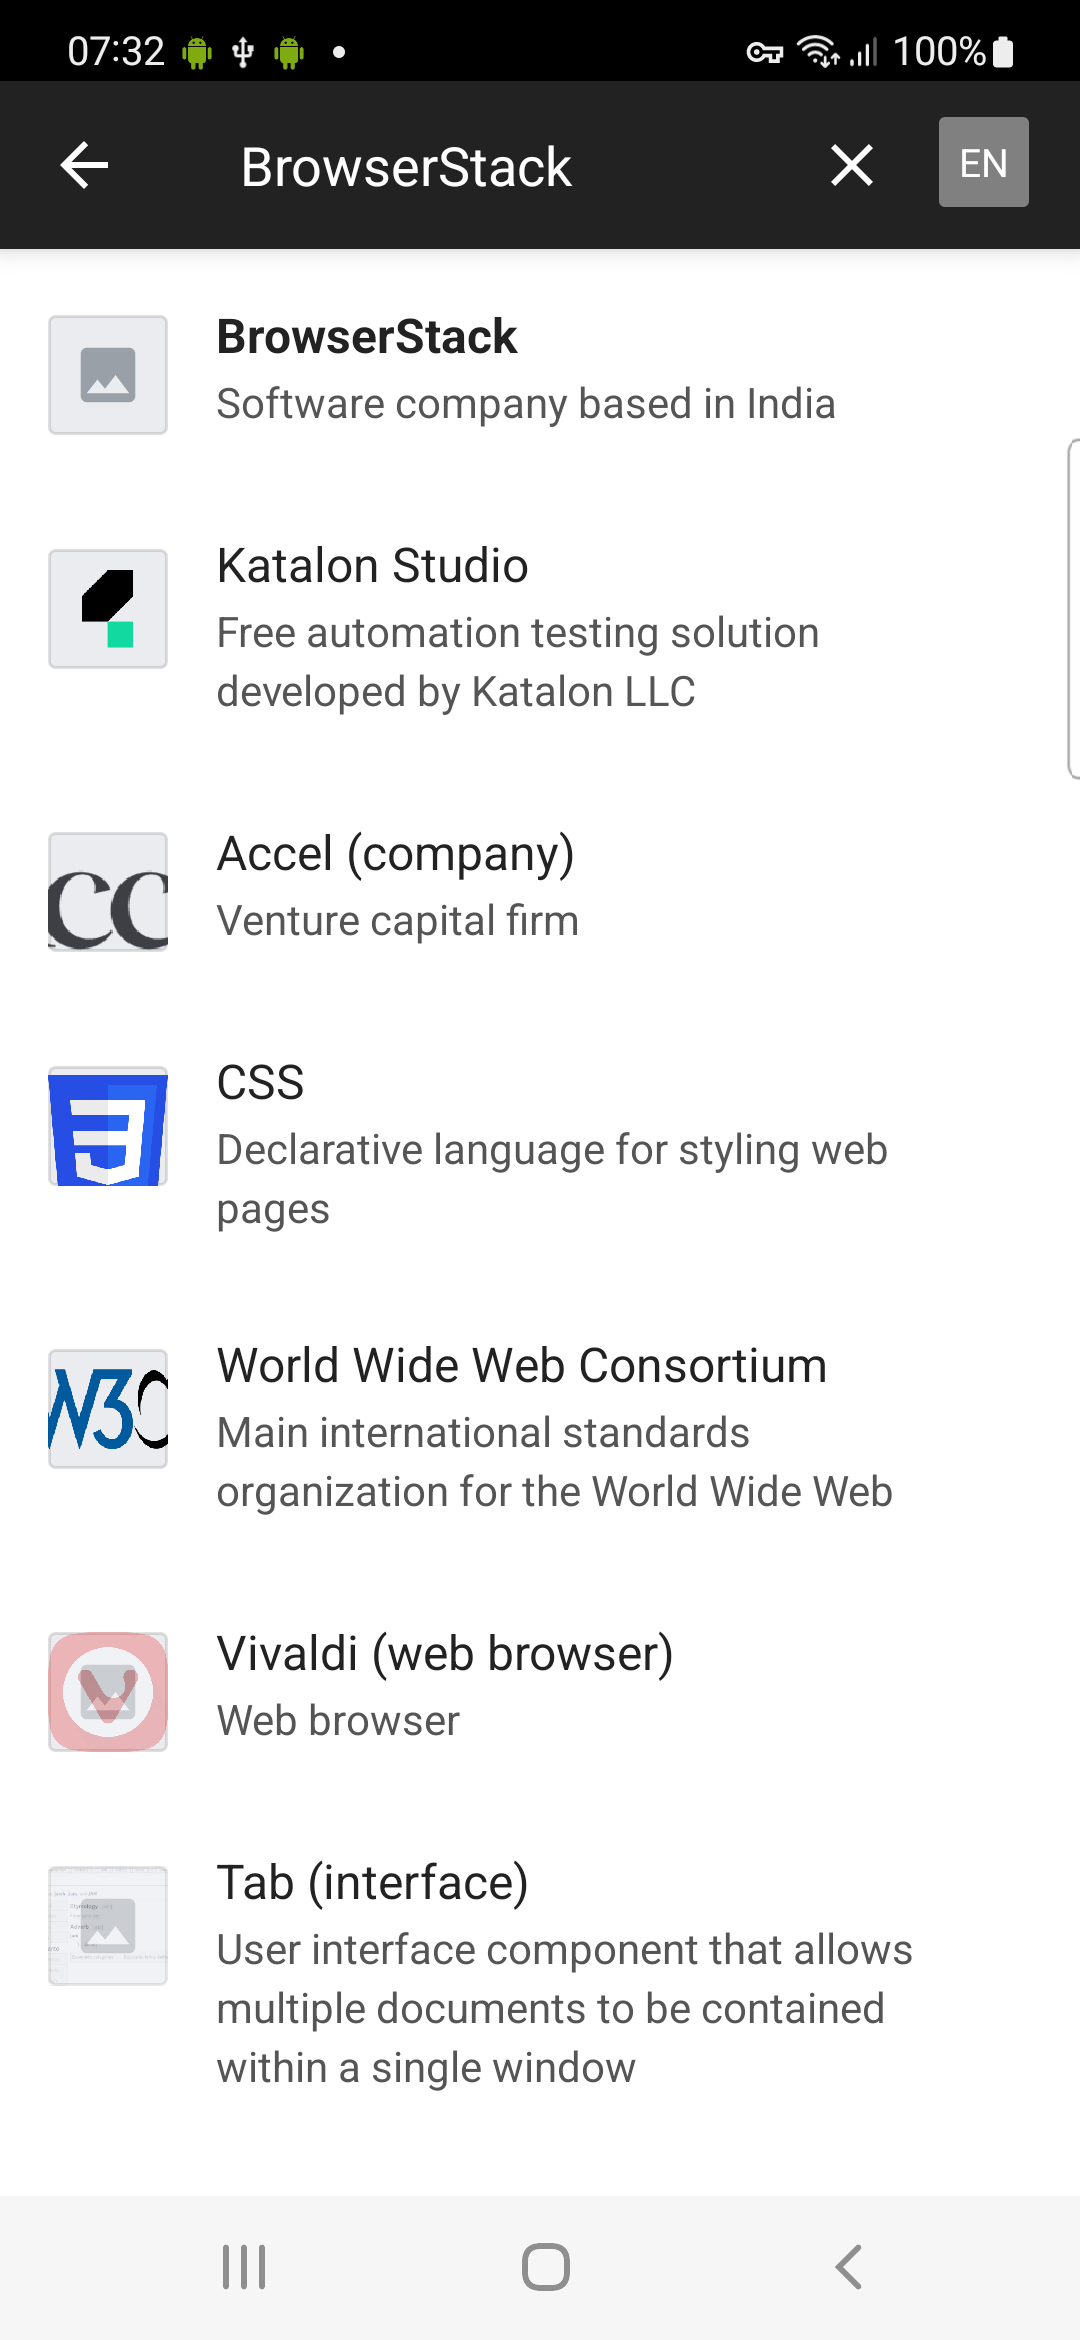 07:32 100%
BrowserStack EN
BrowserStack
Software company based in India
Katalon Studio
Free automation testing solution
developed by Katalon LLC
Accel (company)
CC
Venture capital firm
CSS
Declarative language for styling web
pages
World Wide Web Consortium
W3C
Main international standards
organization for the World Wide Web
Vivaldi (web browser)
Web browser
Tab (interface)
User interface component that allows
multiple documents to be contained
within a single window